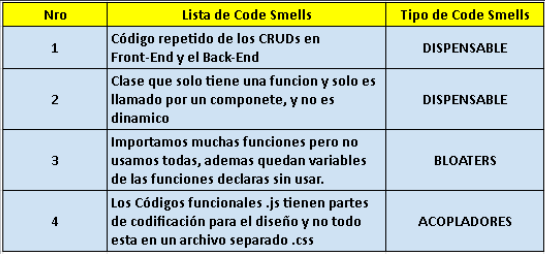 Nro Lista de Code Smells Tipo de Code Smells
1 Código repetido de los CRUDs en
Front-End y el Back-End
DISPENSABLE
2 Clase que solo tiene una funcion y solo es
llamado por un componete, y no es
dinamico
DISPENSABLE
3 Importamos muchas funciones pero no
usamos todas, ademas quedan variables
de las funciones declaras sin usar.
BLOATERS
4 Los Códigos funcionales .js tienen partes
de codificación para el diseño y no todo
esta en un archivo separado .css
ACOPLADORES